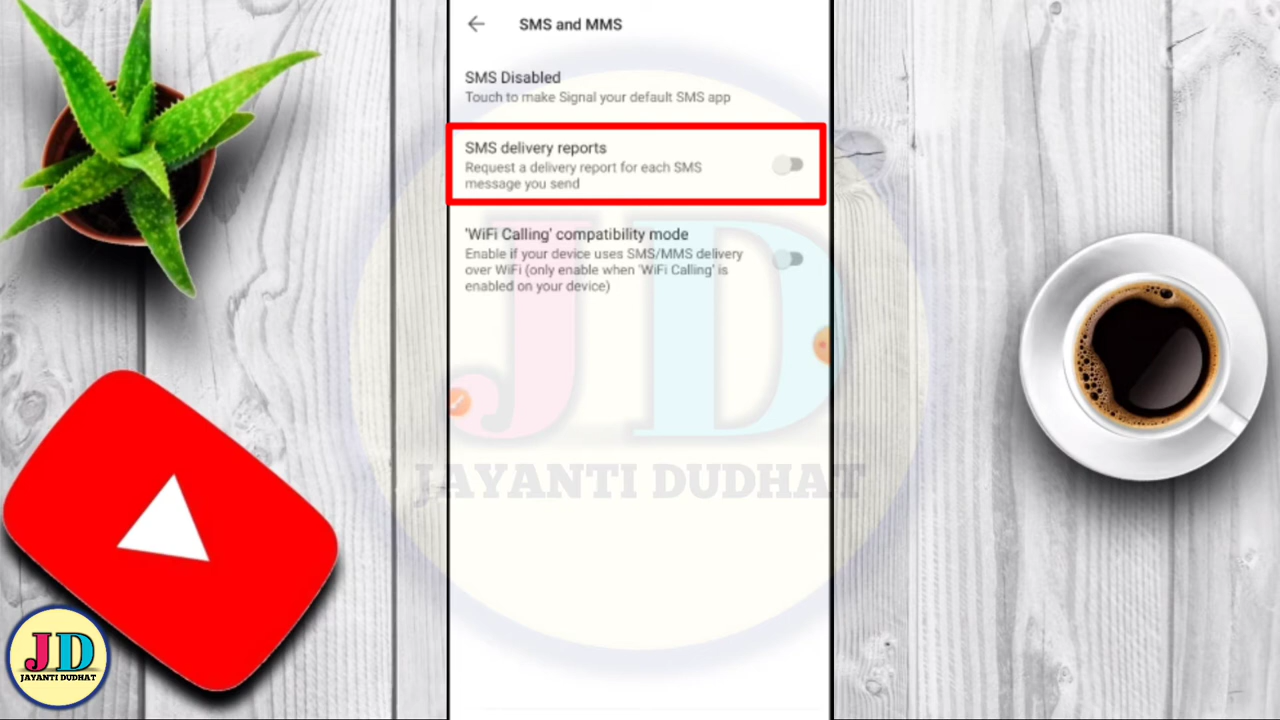 SMS and MMS
SMS Disabled
Touch to make Signal your default SMS app
SMS delivery reports
Request a delivery report for each SMS
message you send
'WiFi Calling' compatibility mode
Enable if your device uses SMS/MMS delivery
over WiFi (only enable when 'WiFi Calling' is
enabled on your device)
JD
JAYANTI DUDHAT
JD
JAYANTI DUDHAT